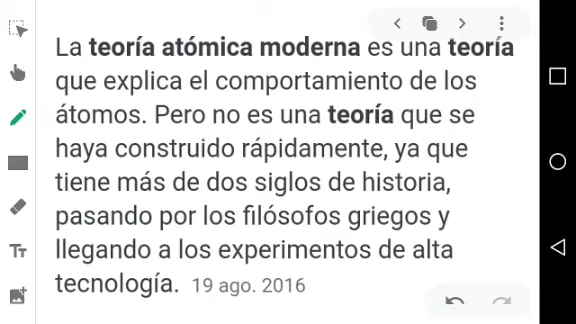 La teoría atómica moderna es una teoría
que explica el comportamiento de los
átomos. Pero no es una teoría que se
haya construido rápidamente, ya que
tiene más de dos siglos de historia,
pasando por los filósofos griegos y
llegando a los experimentos de alta
tecnología. 19 ago. 2016
Tт